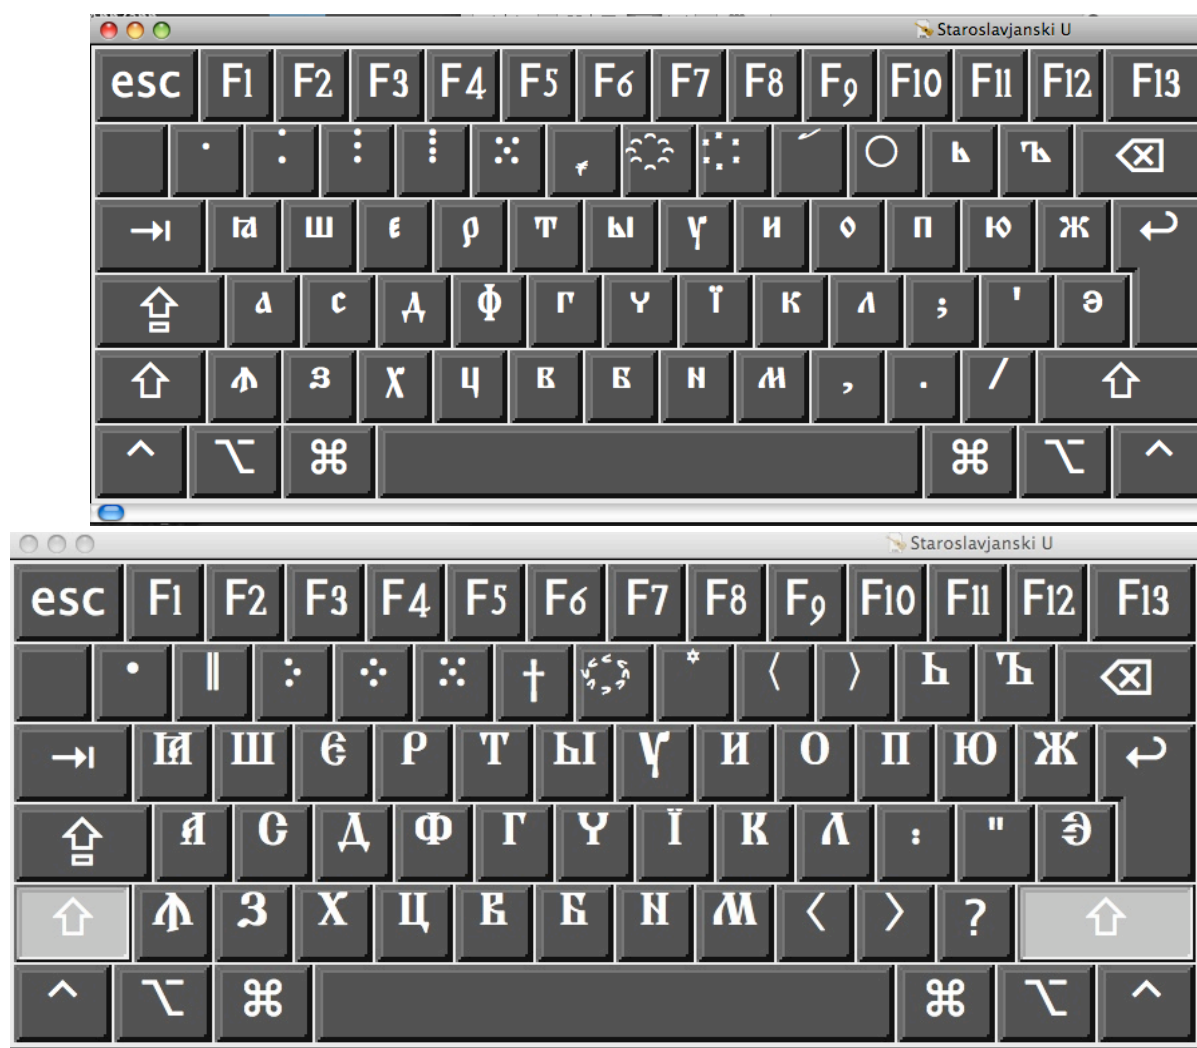 Staroslavjanski U
esc F1 F2 F3 F4 F5 F6 F7 F8 F9 F10 F11 F12 F13
· : ⁝ ⁞ ⁙ ҂ ○ ь ъ ⌫
⇥ ꙗ ш є р т ы у и о п ю ж ↩
⇪ а с д ф г ч ї к л ; ' э
⇧ ѧ з х ц в б н м , . / ⇧
^ ⌥ ⌘ ⌘ ⌥ ^
Staroslavjanski U
esc F1 F2 F3 F4 F5 F6 F7 F8 F9 F10 F11 F12 F13
• ‖ ⁖ ⁘ ⁙ † * 〈 〉 Ь Ъ ⌫
⇥ Ꙗ Ш Є Р Т Ы У И О П Ю Ж ↩
⇪ А С Д Ф Г Ч Ї К Л : " Э
⇧ Ѧ З Х Ц В Б Н М 〈 〉 ? ⇧
^ ⌥ ⌘ ⌘ ⌥ ^